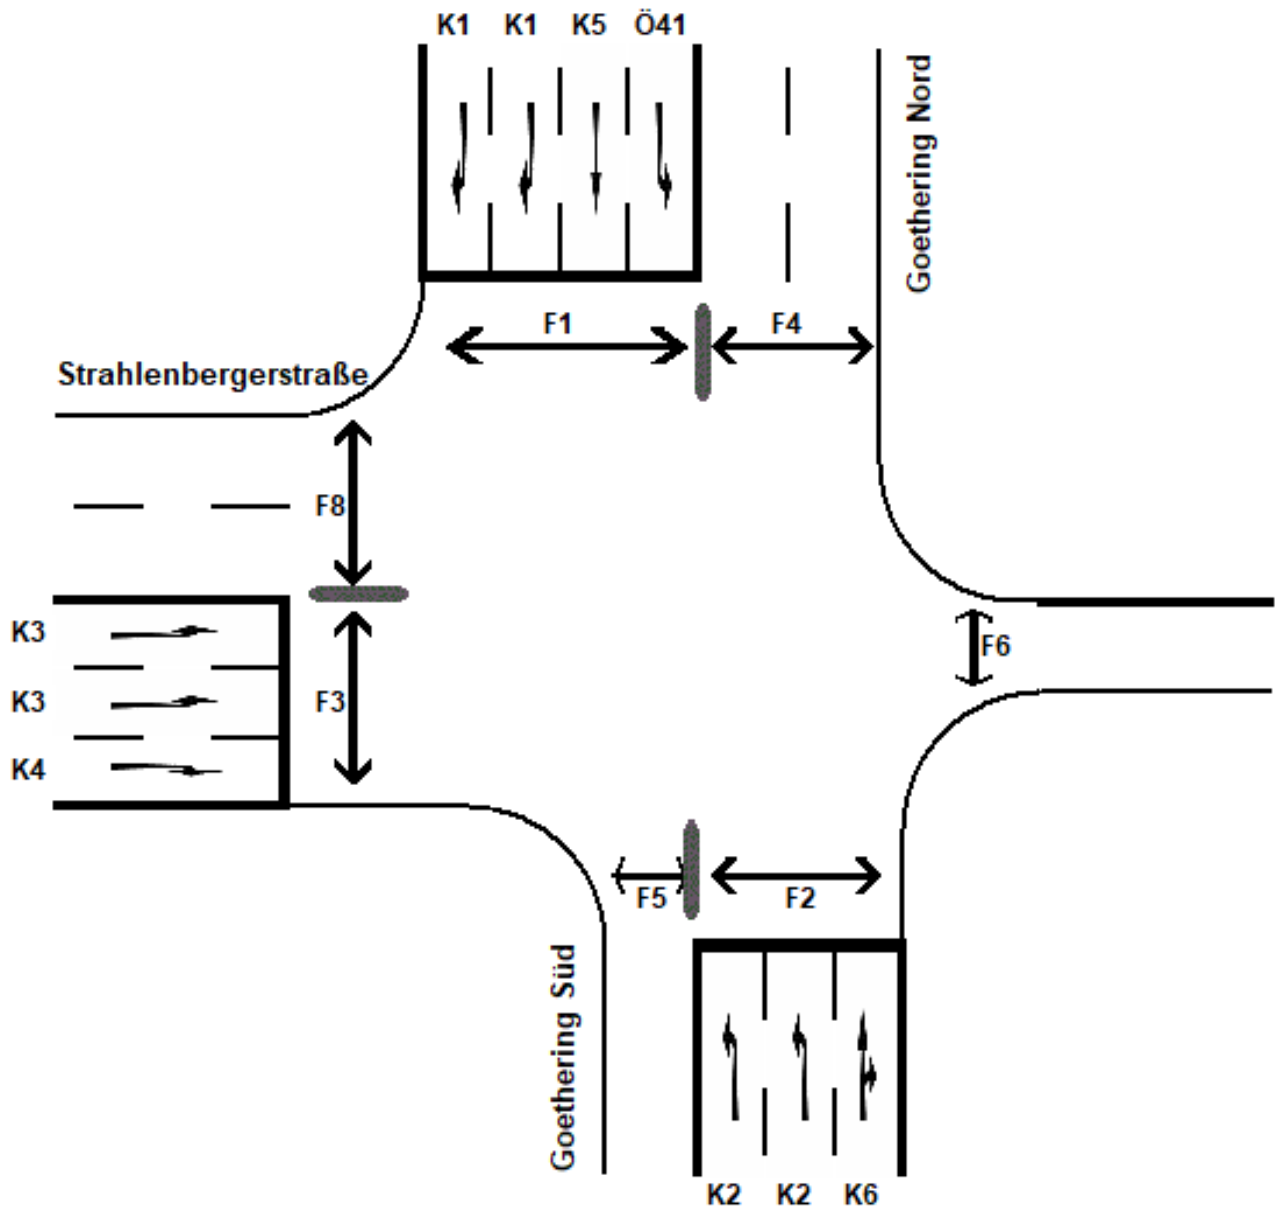 K1 K1 K5 Ö41
Goethering Nord
F1 F4
Strahlenbergerstraße
F8
K3
F6
K3 F3
K4
F5 F2
Goethering Süd
K2 K2 K6